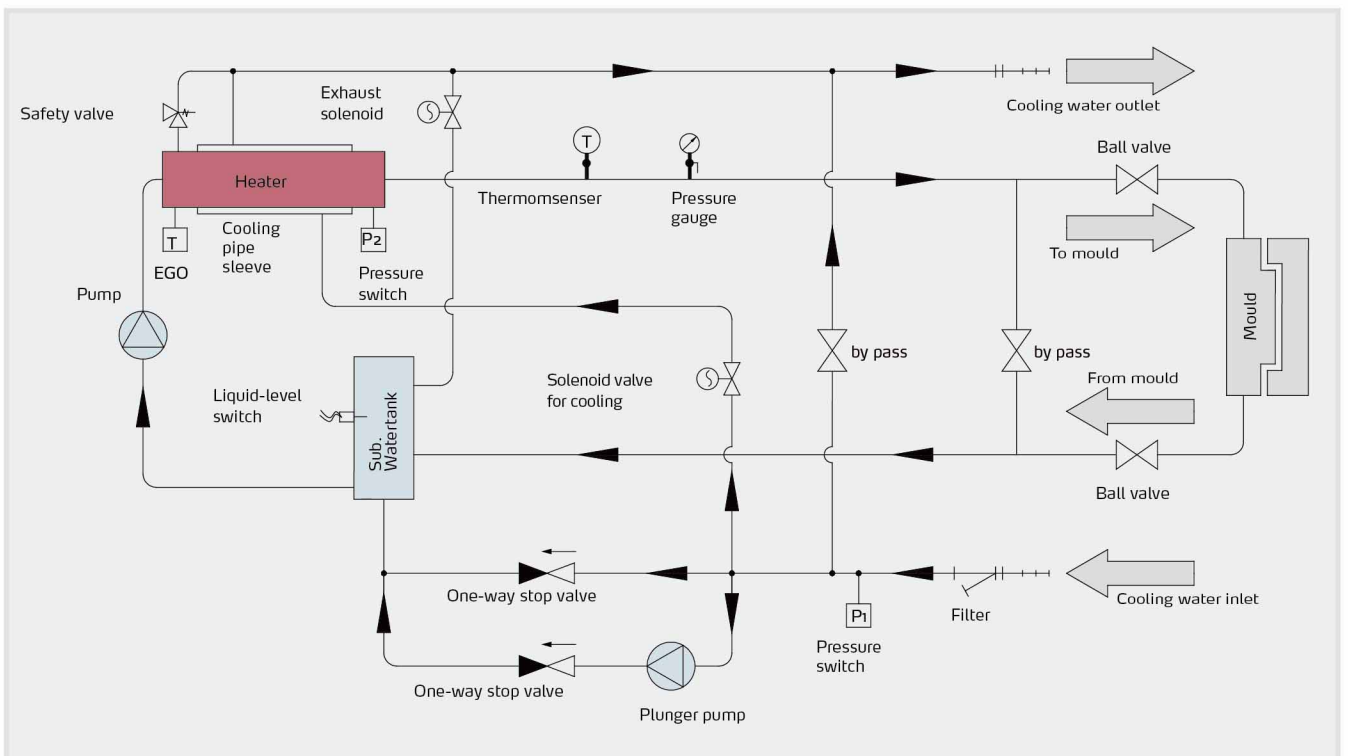 Safety valve
Exhaust
solenoid
Cooling water outlet
Ball valve
Heater
T
Thermomsenser
Pressure
gauge
To mould
T
EGO
Cooling
pipe
sleeve
P2
Pressure
switch
Pump
Mould
by pass
by pass
From mould
Solenoid valve
for cooling
Liquid-level
switch
Sub.
Watertank
Ball valve
One-way stop valve
P1
Pressure
switch
Filter
Cooling water inlet
One-way stop valve
Plunger pump